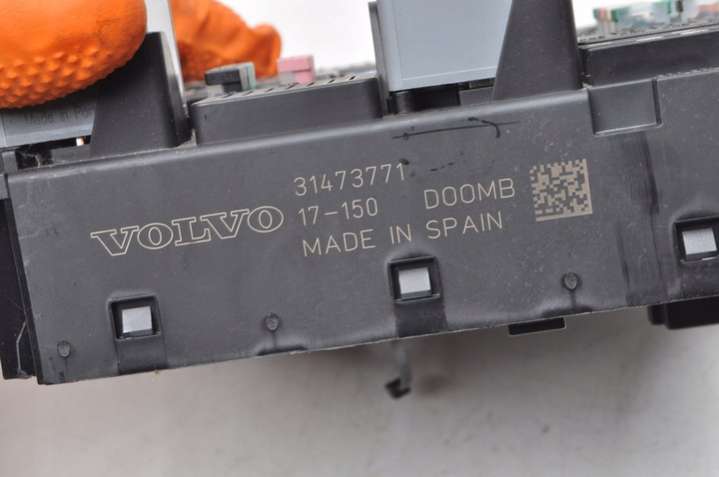 31473771
VOLVO 17-150 D00MB
MADE IN SPAIN